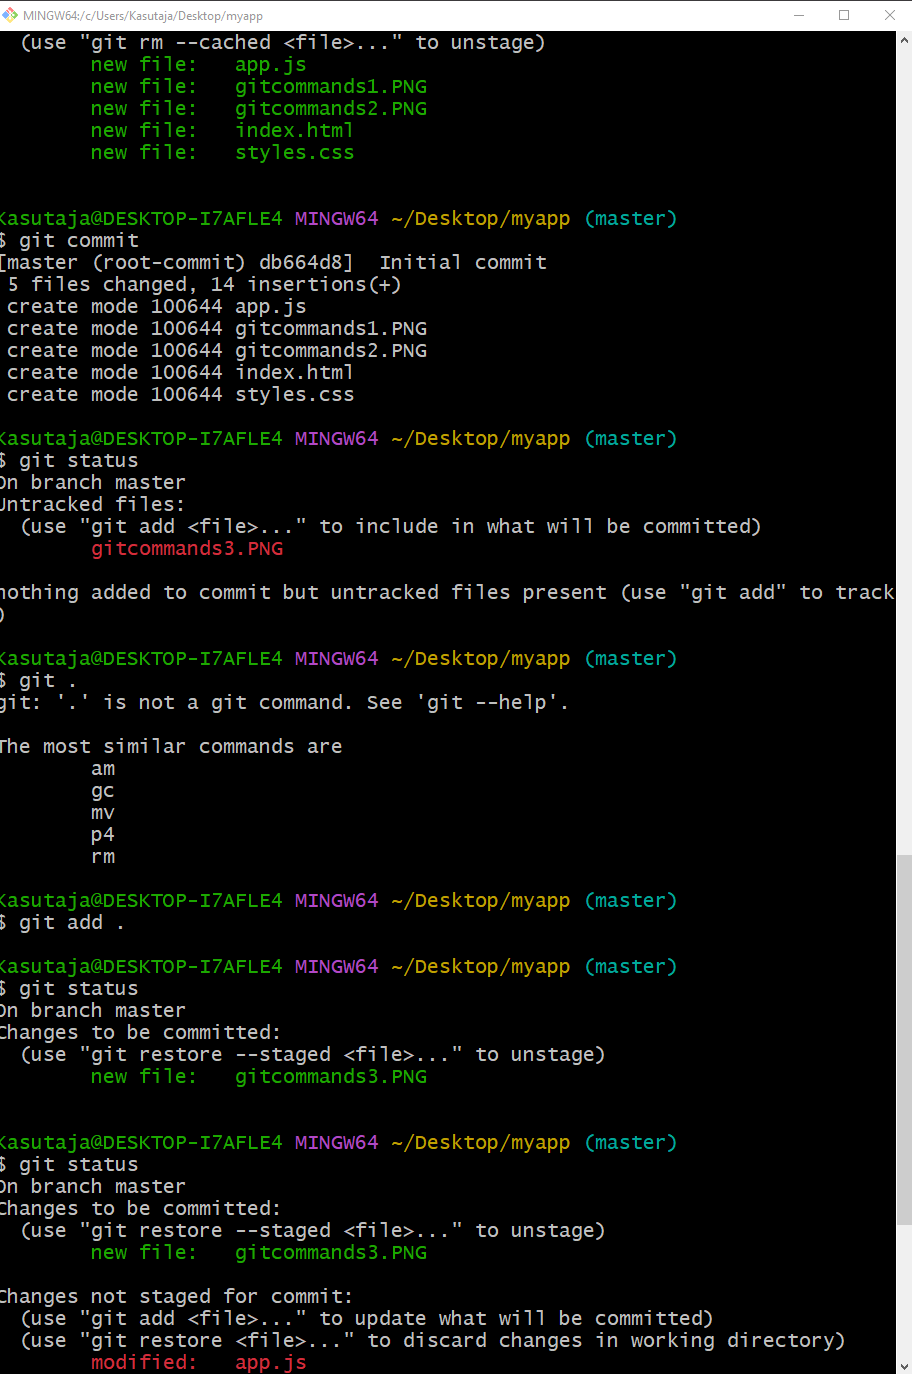 MINGW64:/c/Users/Kasutaja/Desktop/myapp
  (use "git rm --cached <file>..." to unstage)
        new file:   app.js
        new file:   gitcommands1.PNG
        new file:   gitcommands2.PNG
        new file:   index.html
        new file:   styles.css
Kasutaja@DESKTOP-I7AFLE4 MINGW64 ~/Desktop/myapp (master)
$ git commit
[master (root-commit) db664d8]  Initial commit
 5 files changed, 14 insertions(+)
 create mode 100644 app.js
 create mode 100644 gitcommands1.PNG
 create mode 100644 gitcommands2.PNG
 create mode 100644 index.html
 create mode 100644 styles.css
Kasutaja@DESKTOP-I7AFLE4 MINGW64 ~/Desktop/myapp (master)
$ git status
On branch master
Untracked files:
  (use "git add <file>..." to include in what will be committed)
        gitcommands3.PNG
nothing added to commit but untracked files present (use "git add" to track
)
Kasutaja@DESKTOP-I7AFLE4 MINGW64 ~/Desktop/myapp (master)
$ git .
git: '.' is not a git command. See 'git --help'.
The most similar commands are
        am
        gc
        mv
        p4
        rm
Kasutaja@DESKTOP-I7AFLE4 MINGW64 ~/Desktop/myapp (master)
$ git add .
Kasutaja@DESKTOP-I7AFLE4 MINGW64 ~/Desktop/myapp (master)
$ git status
On branch master
Changes to be committed:
  (use "git restore --staged <file>..." to unstage)
        new file:   gitcommands3.PNG
Kasutaja@DESKTOP-I7AFLE4 MINGW64 ~/Desktop/myapp (master)
$ git status
On branch master
Changes to be committed:
  (use "git restore --staged <file>..." to unstage)
        new file:   gitcommands3.PNG
Changes not staged for commit:
  (use "git add <file>..." to update what will be committed)
  (use "git restore <file>..." to discard changes in working directory)
        modified:   app.js